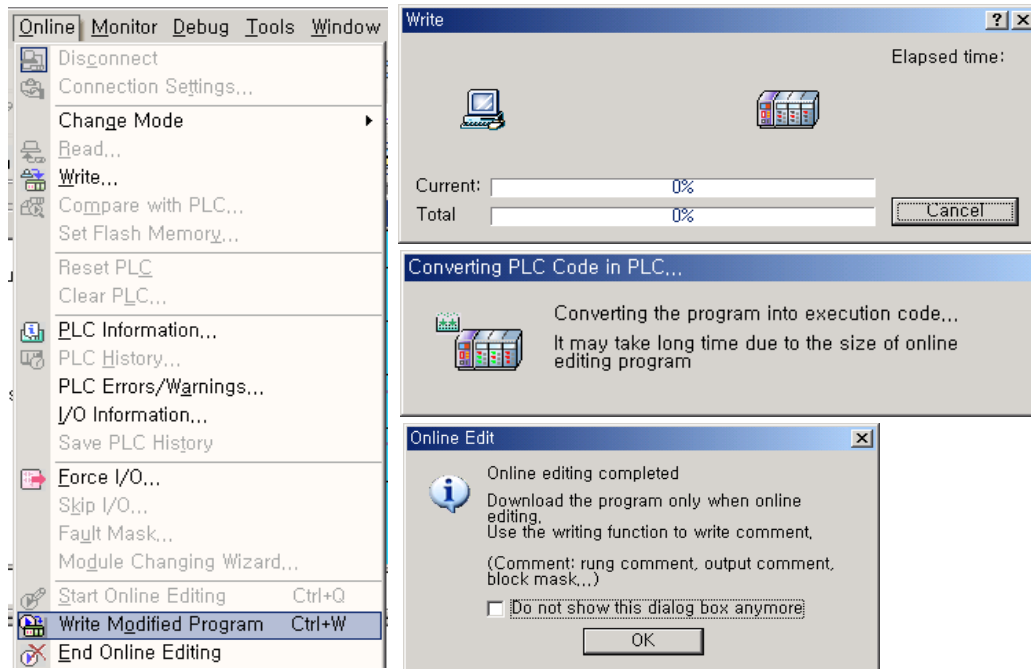 Online Monitor Debug Tools Window
Disconnect
Connection Settings...
Change Mode
Read...
Write...
Compare with PLC...
Set Flash Memory...
Reset PLC
Clear PLC...
PLC Information...
PLC History...
PLC Errors/Warnings...
I/O Information...
Save PLC History
Force I/O...
Skip I/O...
Fault Mask...
Module Changing Wizard...
Start Online Editing Ctrl+Q
Write Modified Program Ctrl+W
End Online Editing
Write
Elapsed time:
Current: 0%
Total 0%
Cancel
Converting PLC Code in PLC...
Converting the program into execution code...
It may take long time due to the size of online
editing program
Online Edit
Online editing completed
Download the program only when online
editing.
Use the writing function to write comment.
(Comment: rung comment, output comment,
block mask...)
Do not show this dialog box anymore
OK